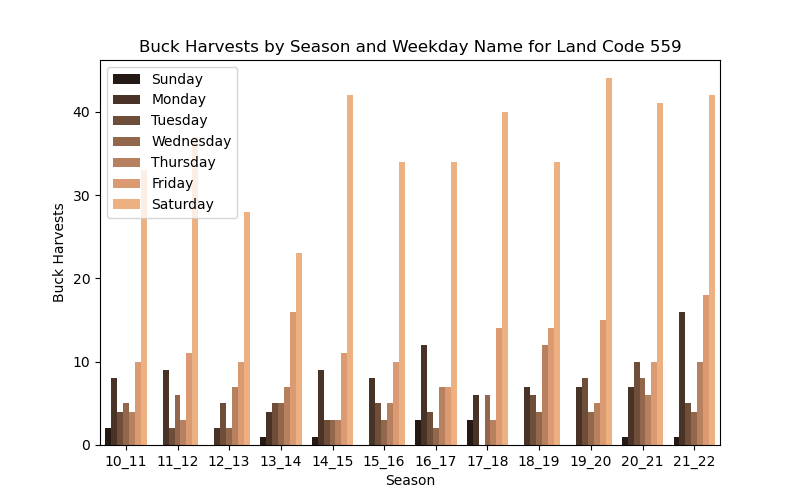 Buck Harvests by Season and Weekday Name for Land Code 559
Sunday
Monday
Tuesday
Wednesday
Thursday
Friday
Saturday
40
30
20
10
0
Buck Harvests
10_11 11_12 12_13 13_14 14_15 15_16 16_17 17_18 18_19 19_20 20_21 21_22
Season